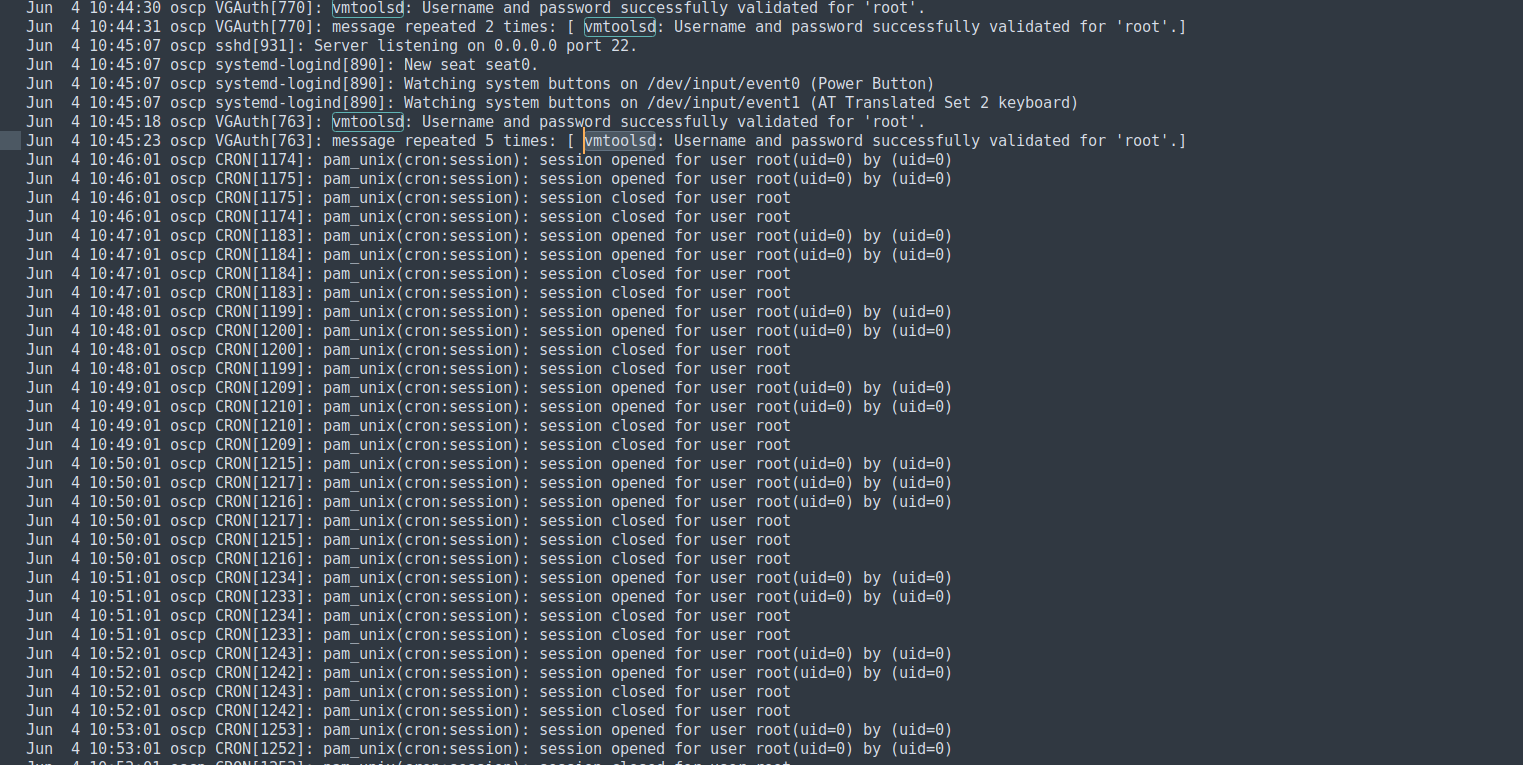 Jun  4 10:44:30 oscp VGAuth[770]: vmtoolsd: Username and password successfully validated for 'root'.
Jun  4 10:44:31 oscp VGAuth[770]: message repeated 2 times: [ vmtoolsd: Username and password successfully validated for 'root'.]
Jun  4 10:45:07 oscp sshd[931]: Server listening on 0.0.0.0 port 22.
Jun  4 10:45:07 oscp systemd-logind[890]: New seat seat0.
Jun  4 10:45:07 oscp systemd-logind[890]: Watching system buttons on /dev/input/event0 (Power Button)
Jun  4 10:45:07 oscp systemd-logind[890]: Watching system buttons on /dev/input/event1 (AT Translated Set 2 keyboard)
Jun  4 10:45:18 oscp VGAuth[763]: vmtoolsd: Username and password successfully validated for 'root'.
Jun  4 10:45:23 oscp VGAuth[763]: message repeated 5 times: [ vmtoolsd: Username and password successfully validated for 'root'.]
Jun  4 10:46:01 oscp CRON[1174]: pam_unix(cron:session): session opened for user root(uid=0) by (uid=0)
Jun  4 10:46:01 oscp CRON[1175]: pam_unix(cron:session): session opened for user root(uid=0) by (uid=0)
Jun  4 10:46:01 oscp CRON[1175]: pam_unix(cron:session): session closed for user root
Jun  4 10:46:01 oscp CRON[1174]: pam_unix(cron:session): session closed for user root
Jun  4 10:47:01 oscp CRON[1183]: pam_unix(cron:session): session opened for user root(uid=0) by (uid=0)
Jun  4 10:47:01 oscp CRON[1184]: pam_unix(cron:session): session opened for user root(uid=0) by (uid=0)
Jun  4 10:47:01 oscp CRON[1184]: pam_unix(cron:session): session closed for user root
Jun  4 10:47:01 oscp CRON[1183]: pam_unix(cron:session): session closed for user root
Jun  4 10:48:01 oscp CRON[1199]: pam_unix(cron:session): session opened for user root(uid=0) by (uid=0)
Jun  4 10:48:01 oscp CRON[1200]: pam_unix(cron:session): session opened for user root(uid=0) by (uid=0)
Jun  4 10:48:01 oscp CRON[1200]: pam_unix(cron:session): session closed for user root
Jun  4 10:48:01 oscp CRON[1199]: pam_unix(cron:session): session closed for user root
Jun  4 10:49:01 oscp CRON[1209]: pam_unix(cron:session): session opened for user root(uid=0) by (uid=0)
Jun  4 10:49:01 oscp CRON[1210]: pam_unix(cron:session): session opened for user root(uid=0) by (uid=0)
Jun  4 10:49:01 oscp CRON[1210]: pam_unix(cron:session): session closed for user root
Jun  4 10:49:01 oscp CRON[1209]: pam_unix(cron:session): session closed for user root
Jun  4 10:50:01 oscp CRON[1215]: pam_unix(cron:session): session opened for user root(uid=0) by (uid=0)
Jun  4 10:50:01 oscp CRON[1217]: pam_unix(cron:session): session opened for user root(uid=0) by (uid=0)
Jun  4 10:50:01 oscp CRON[1216]: pam_unix(cron:session): session opened for user root(uid=0) by (uid=0)
Jun  4 10:50:01 oscp CRON[1217]: pam_unix(cron:session): session closed for user root
Jun  4 10:50:01 oscp CRON[1215]: pam_unix(cron:session): session closed for user root
Jun  4 10:50:01 oscp CRON[1216]: pam_unix(cron:session): session closed for user root
Jun  4 10:51:01 oscp CRON[1234]: pam_unix(cron:session): session opened for user root(uid=0) by (uid=0)
Jun  4 10:51:01 oscp CRON[1233]: pam_unix(cron:session): session opened for user root(uid=0) by (uid=0)
Jun  4 10:51:01 oscp CRON[1234]: pam_unix(cron:session): session closed for user root
Jun  4 10:51:01 oscp CRON[1233]: pam_unix(cron:session): session closed for user root
Jun  4 10:52:01 oscp CRON[1243]: pam_unix(cron:session): session opened for user root(uid=0) by (uid=0)
Jun  4 10:52:01 oscp CRON[1242]: pam_unix(cron:session): session opened for user root(uid=0) by (uid=0)
Jun  4 10:52:01 oscp CRON[1243]: pam_unix(cron:session): session closed for user root
Jun  4 10:52:01 oscp CRON[1242]: pam_unix(cron:session): session closed for user root
Jun  4 10:53:01 oscp CRON[1253]: pam_unix(cron:session): session opened for user root(uid=0) by (uid=0)
Jun  4 10:53:01 oscp CRON[1252]: pam_unix(cron:session): session opened for user root(uid=0) by (uid=0)